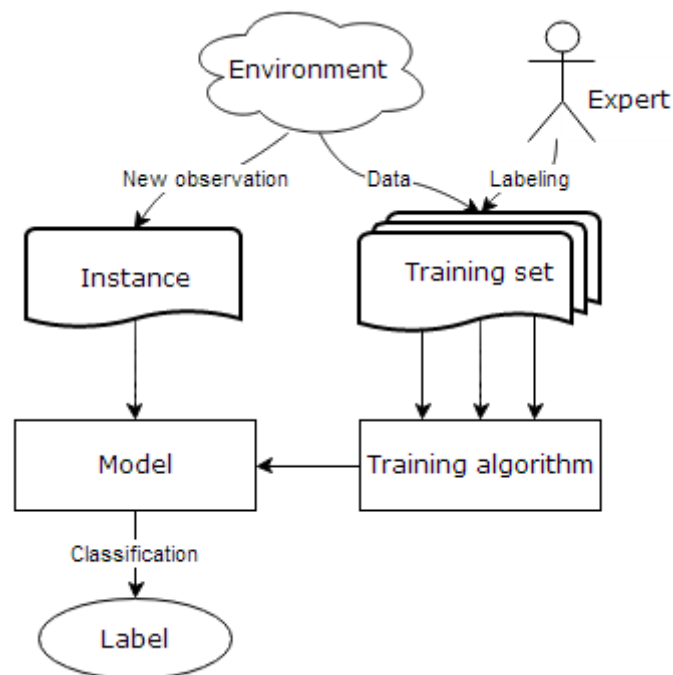 Environment
Expert
New observation
Data
Labeling
Instance
Training set
Model
Training algorithm
Classification
Label